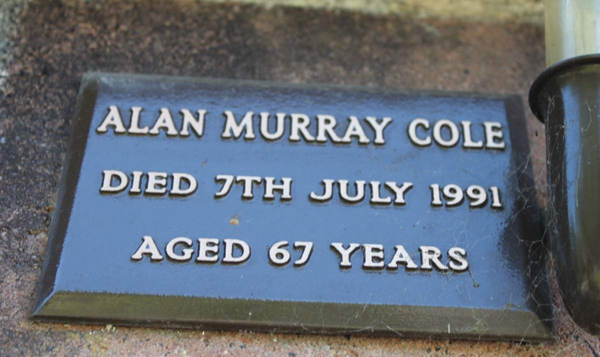 ALAN MURRAY COLE
DIED 7TH JULY 1991
AGED 67 YEARS